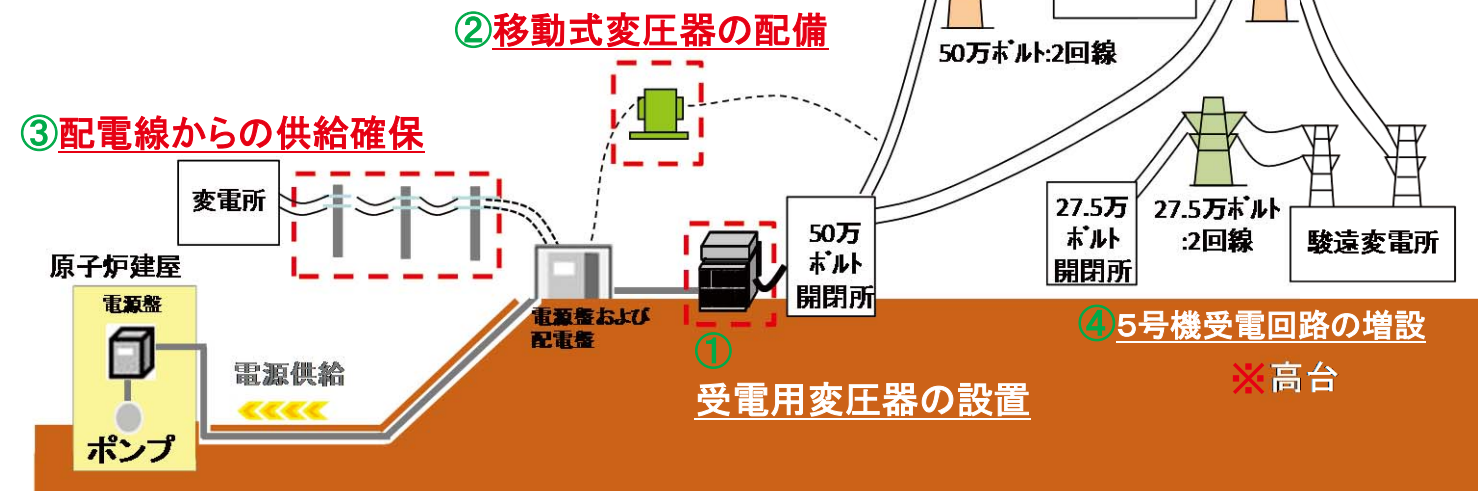 ②移動式変圧器の配備
50万ボルト:2回線
③配電線からの供給確保
変電所
原子炉建屋
電源盤
電源供給
ポンプ
電源盤および
配電盤
①
受電用変圧器の設置
50万
ボルト
開閉所
27.5万
ボルト
開閉所
27.5万ボルト
:2回線
駿遠変電所
④5号機受電回路の増設
※高台